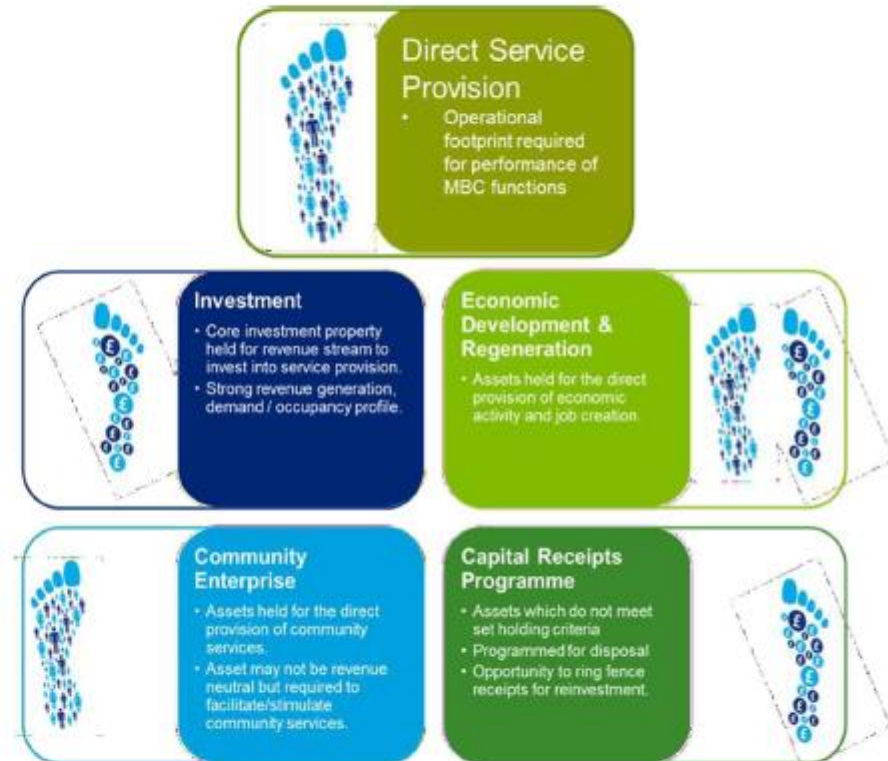 Direct Service
Provision
• Operational
footprint required
for performance of
MBC functions
Investment
• Core investment property
held for revenue stream to
invest into service provision.
• Strong revenue generation,
demand / occupancy profile.
Economic
Development &
Regeneration
• Assets held for the direct
provision of economic
activity and job creation.
Community
Enterprise
• Assets held for the direct
provision of community
services.
• Asset may not be revenue
neutral but required to
facilitate/stimulate
community services.
Capital Receipts
Programme
• Assets which do not meet
set holding criteria
• Programmed for disposal
• Opportunity to ring fence
receipts for reinvestment.